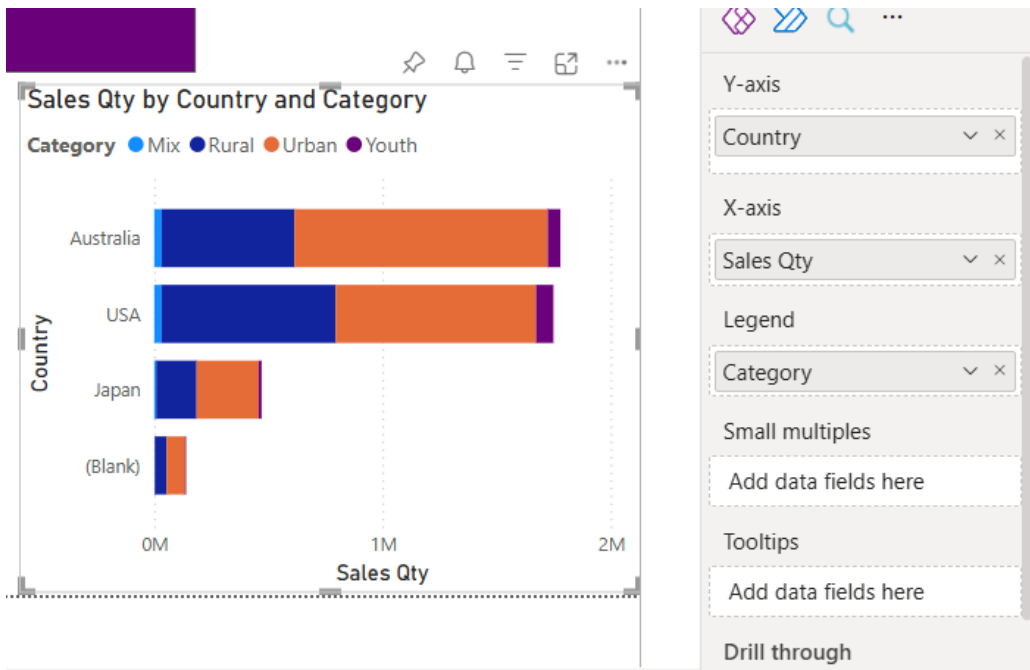 Sales Qty by Country and Category
Category Mix Rural Urban Youth
Australia
USA
Japan
(Blank)
Country
0M 1M 2M
Sales Qty
Y-axis
Country
X-axis
Sales Qty
Legend
Category
Small multiples
Add data fields here
Tooltips
Add data fields here
Drill through